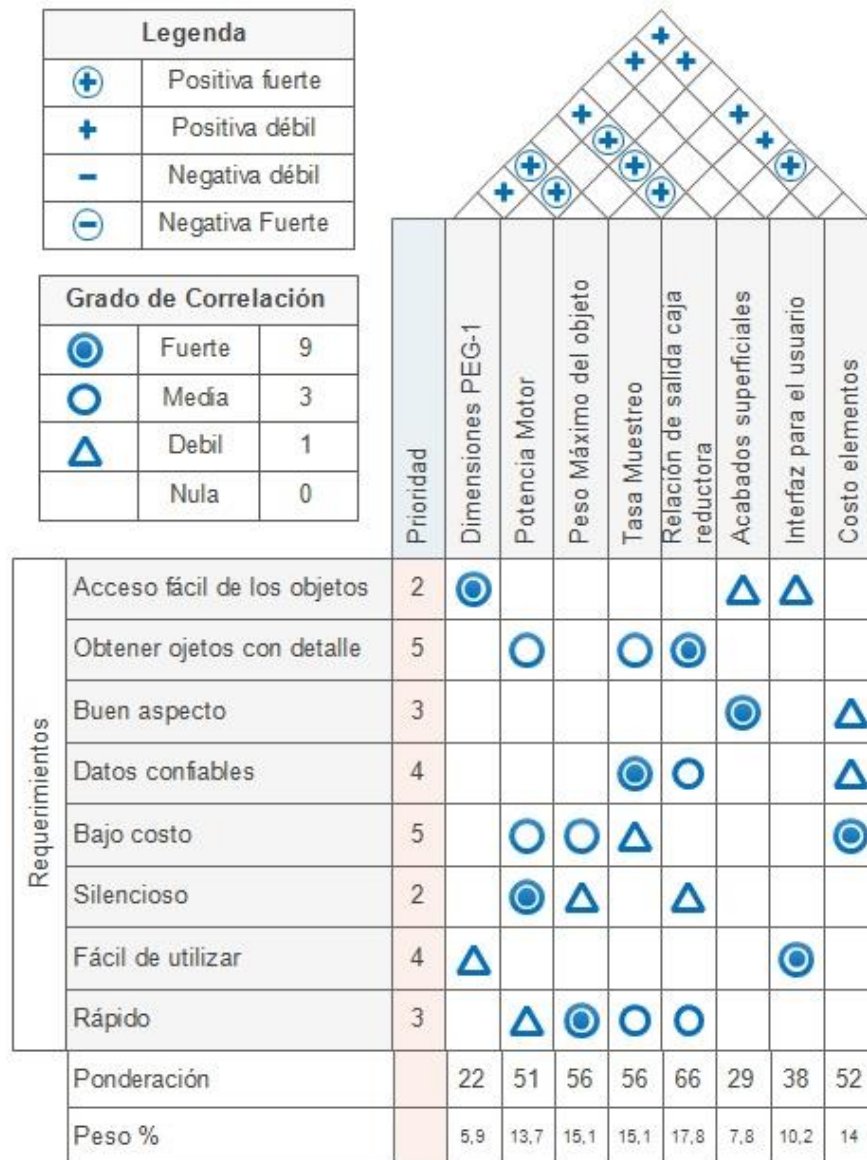 Legenda
Positiva fuerte
Positiva débil
Negativa débil
Negativa Fuerte
Grado de Correlación
Fuerte 9
Media 3
Debil 1
Nula 0
Prioridad
Dimensiones PEG-1
Potencia Motor
Peso Máximo del objeto
Tasa Muestreo
Relación de salida caja
reductora
Acabados superficiales
Interfaz para el usuario
Costo elementos
Requerimientos
Acceso fácil de los objetos 2
Obtener ojetos con detalle 5
Buen aspecto 3
Datos confiables 4
Bajo costo 5
Silencioso 2
Fácil de utilizar 4
Rápido 3
Ponderación 22 51 56 56 66 29 38 52
Peso % 5,9 13,7 15,1 15,1 17,8 7,8 10,2 14